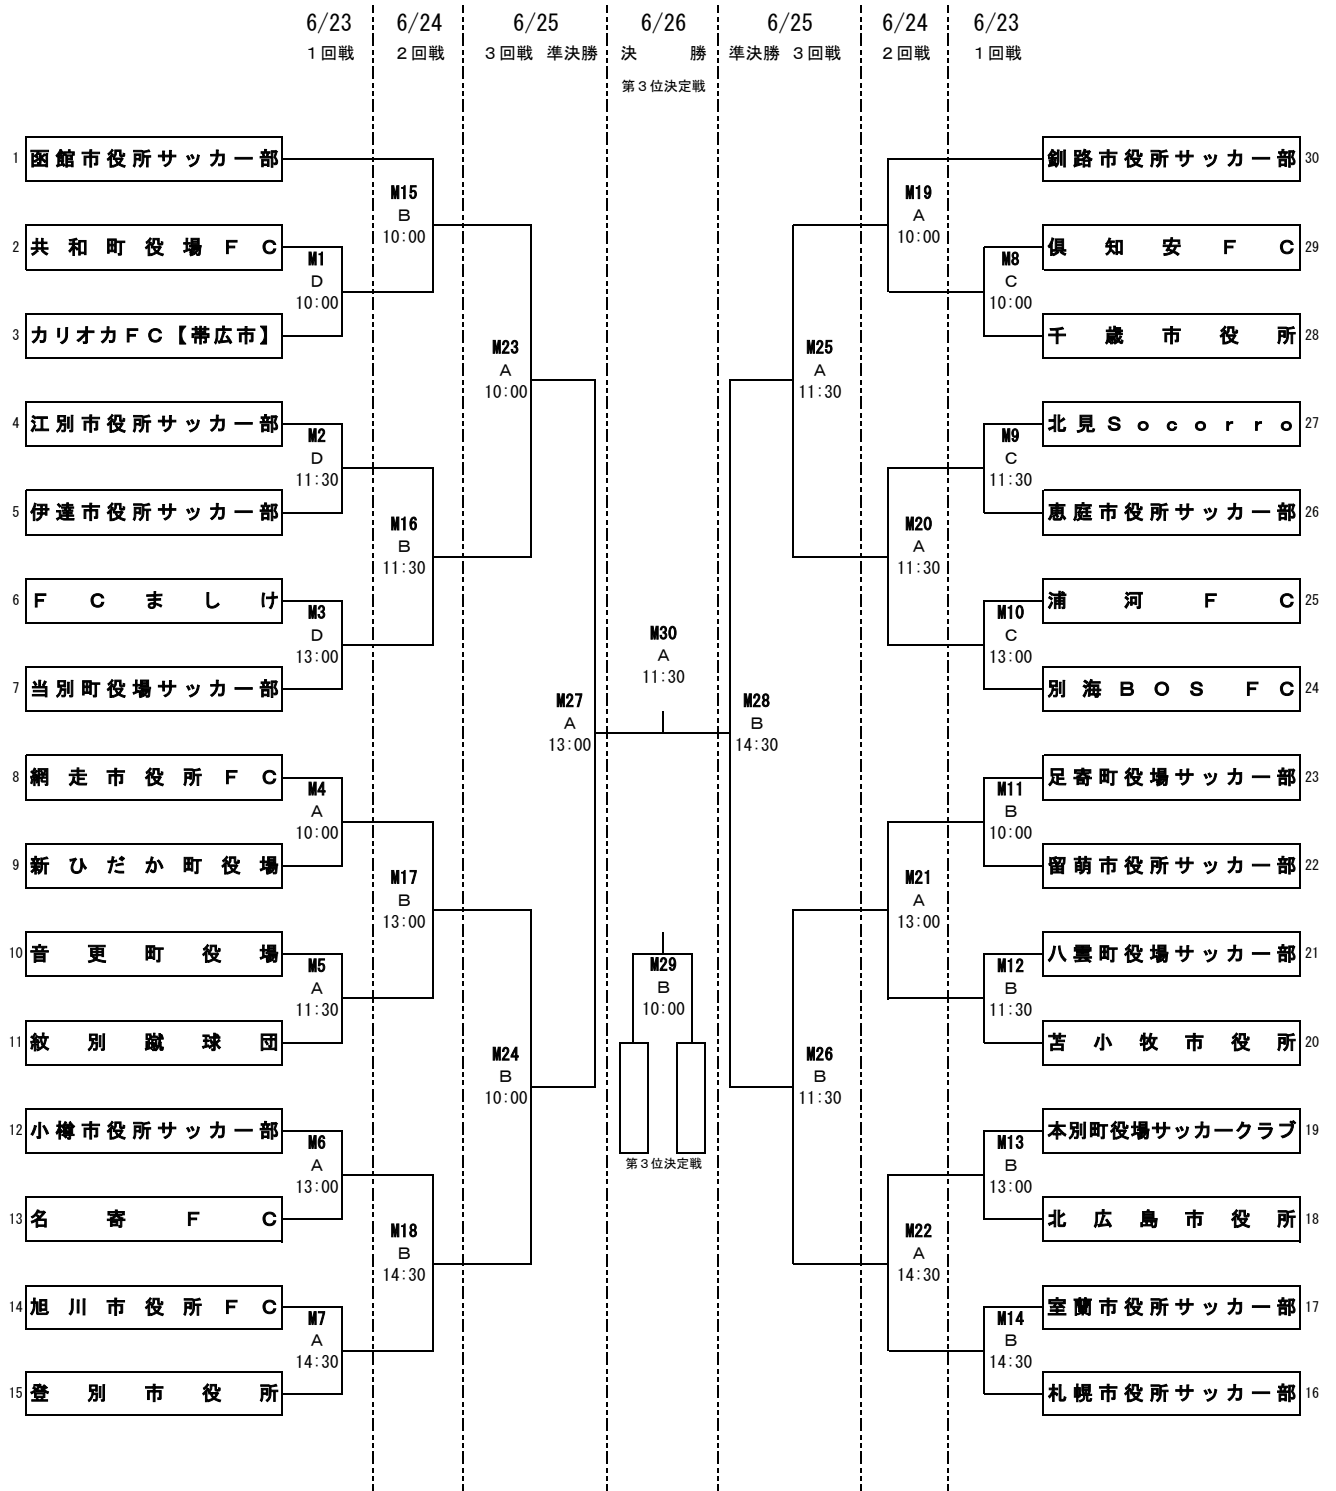 6/23 6/24 6/25 6/26 6/25 6/24 6/23
１回戦 ２回戦 ３回戦 準決勝 決 勝 準決勝 ３回戦 ２回戦 １回戦
第３位決定戦
1 函館市役所サッカー部
2 共和町役場ＦＣ
3 カリオカＦＣ【帯広市】
4 江別市役所サッカー部
5 伊達市役所サッカー部
6 ＦＣましけ
7 当別町役場サッカー部
8 網走市役所ＦＣ
9 新ひだか町役場
10 音更町役場
11 紋別蹴球団
12 小樽市役所サッカー部
13 名寄ＦＣ
14 旭川市役所ＦＣ
15 登別市役所
M1
D
10:00
M2
D
11:30
M3
D
13:00
M4
A
10:00
M5
A
11:30
M6
A
13:00
M7
A
14:30
M15
B
10:00
M16
B
11:30
M17
B
13:00
M18
B
14:30
M23
A
10:00
M24
B
10:00
M27
A
13:00
M30
A
11:30
M29
B
10:00
第３位決定戦
M28
B
14:30
M25
A
11:30
M26
B
11:30
M19
A
10:00
M20
A
11:30
M21
A
13:00
M22
A
14:30
M8
C
10:00
M9
C
11:30
M10
C
13:00
M11
B
10:00
M12
B
11:30
M13
B
13:00
M14
B
14:30
釧路市役所サッカー部 30
倶知安ＦＣ 29
千歳市役所 28
北見Ｓｏｃｏｒｒｏ 27
恵庭市役所サッカー部 26
浦河ＦＣ 25
別海ＢＯＳ ＦＣ 24
足寄町役場サッカー部 23
留萌市役所サッカー部 22
八雲町役場サッカー部 21
苫小牧市役所 20
本別町役場サッカークラブ 19
北広島市役所 18
室蘭市役所サッカー部 17
札幌市役所サッカー部 16